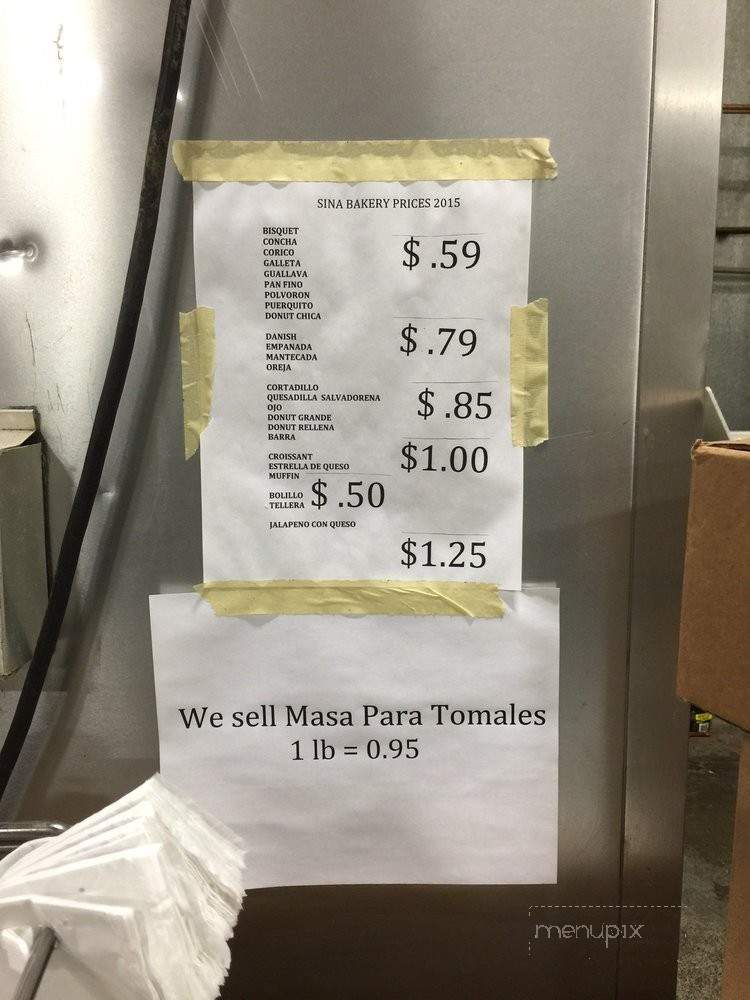 SINA BAKERY PRICES 2015
BISQUET
CONCHA
CORICO
GALLETA
GUALLAVA
PAN FINO
POLVORON
PUERQUITO
DONUT CHICA
$ .59
DANISH
EMPANADA
MANTECADA
OREJA
$ .79
CORTADILLO
QUESADILLA SALVADORENA
OJO
DONUT GRANDE
DONUT RELLENA
BARRA
$ .85
CROISSANT
ESTRELLA DE QUESO
MUFFIN
$1.00
BOLILLO
TELLERA
$ .50
JALAPENO CON QUESO
$1.25
We sell Masa Para Tomales
1 lb = 0.95
menupix